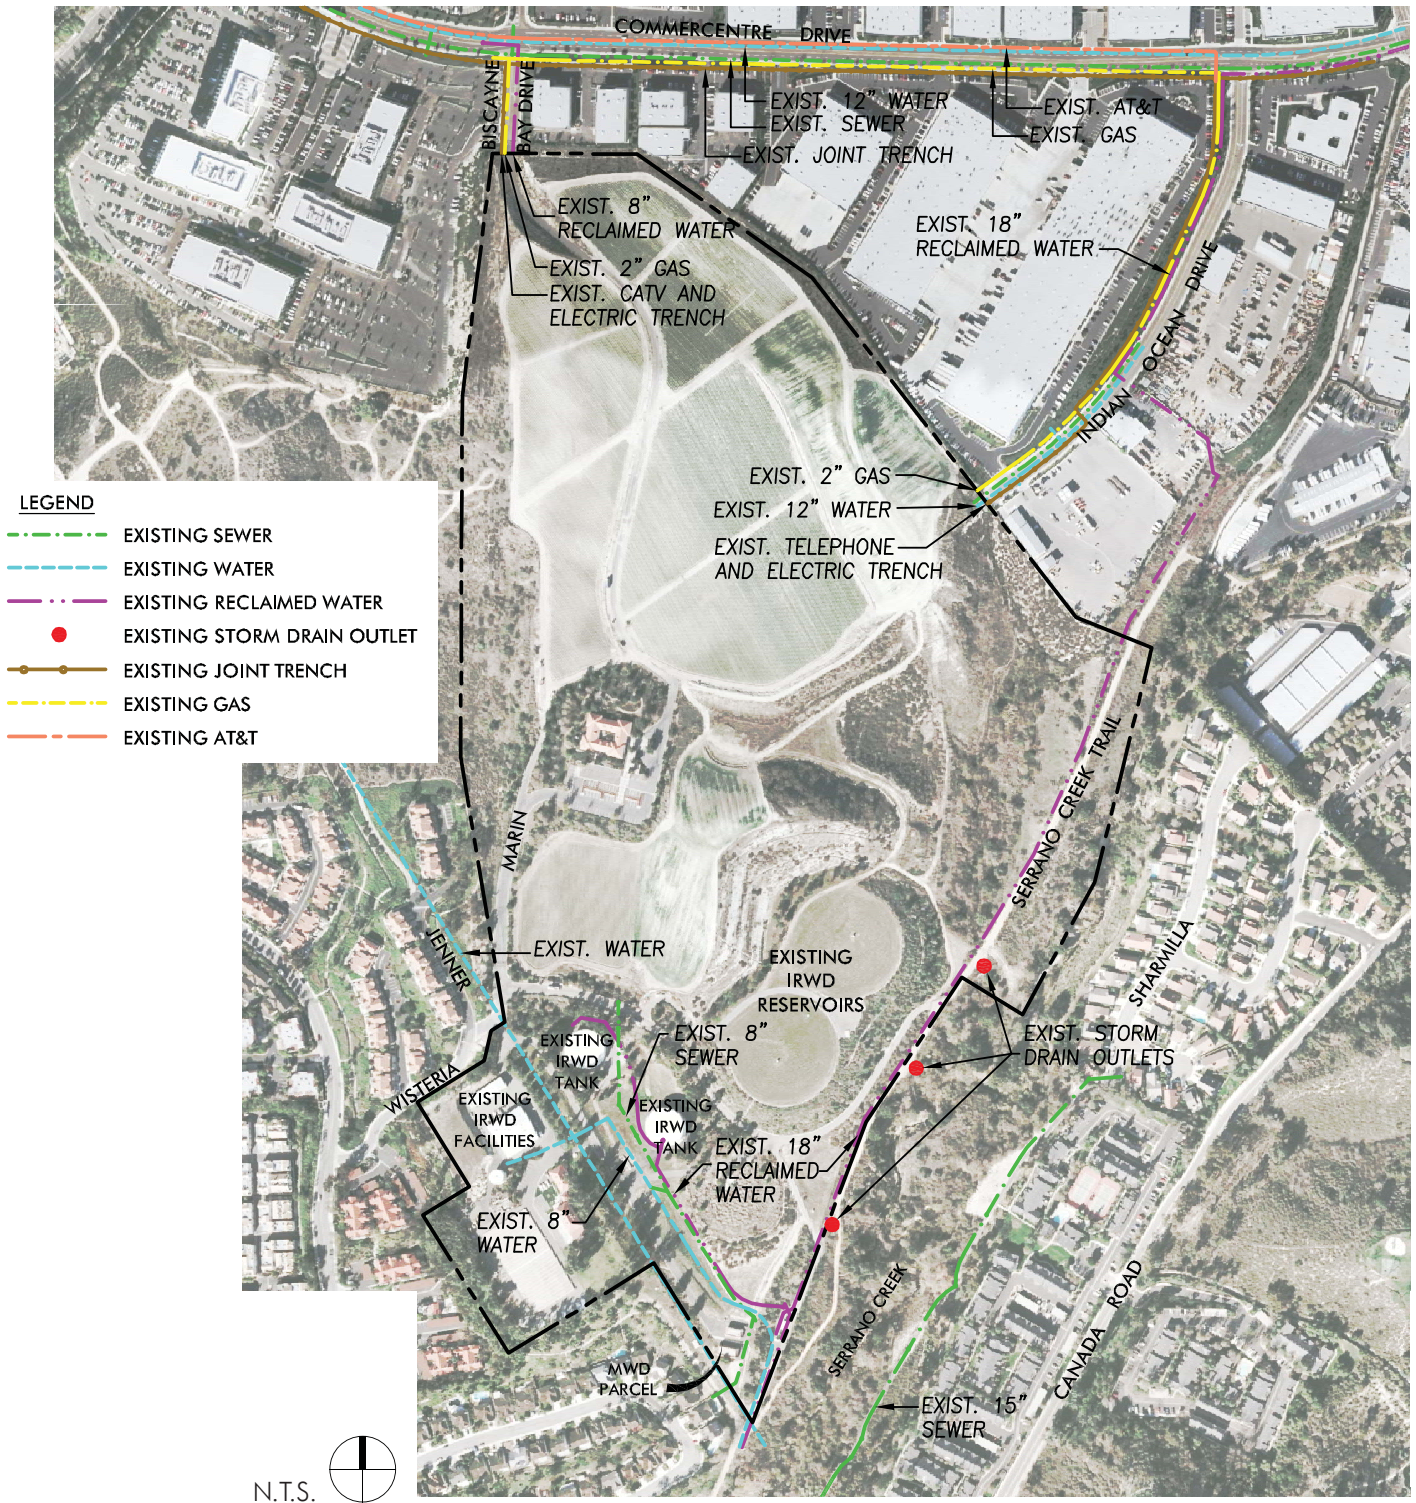 COMMERCENTRE DRIVE
BISCAYNE
BAY DRIVE
EXIST. 12" WATER
EXIST. SEWER
EXIST. JOINT TRENCH
EXIST. AT&T
EXIST. GAS
EXIST. 8"
RECLAIMED WATER
EXIST. 2" GAS
EXIST. CATV AND
ELECTRIC TRENCH
EXIST. 18"
RECLAIMED WATER
INDIAN OCEAN DRIVE
EXIST. 2" GAS
EXIST. 12" WATER
EXIST. TELEPHONE
AND ELECTRIC TRENCH
LEGEND
EXISTING SEWER
EXISTING WATER
EXISTING RECLAIMED WATER
EXISTING STORM DRAIN OUTLET
EXISTING JOINT TRENCH
EXISTING GAS
EXISTING AT&T
MARIN
SERRANO CREEK TRAIL
SHARMILLA
JENNER
EXIST. WATER
EXISTING
IRWD
RESERVOIRS
EXISTING
IRWD
TANK
EXIST. 8"
SEWER
EXIST. STORM
DRAIN OUTLETS
WISTERIA
EXISTING
IRWD
FACILITIES
EXISTING
IRWD
TANK
EXIST. 18"
RECLAIMED
WATER
EXIST. 8"
WATER
SERRANO CREEK
CANADA ROAD
MWD
PARCEL
EXIST. 15"
SEWER
N.T.S.